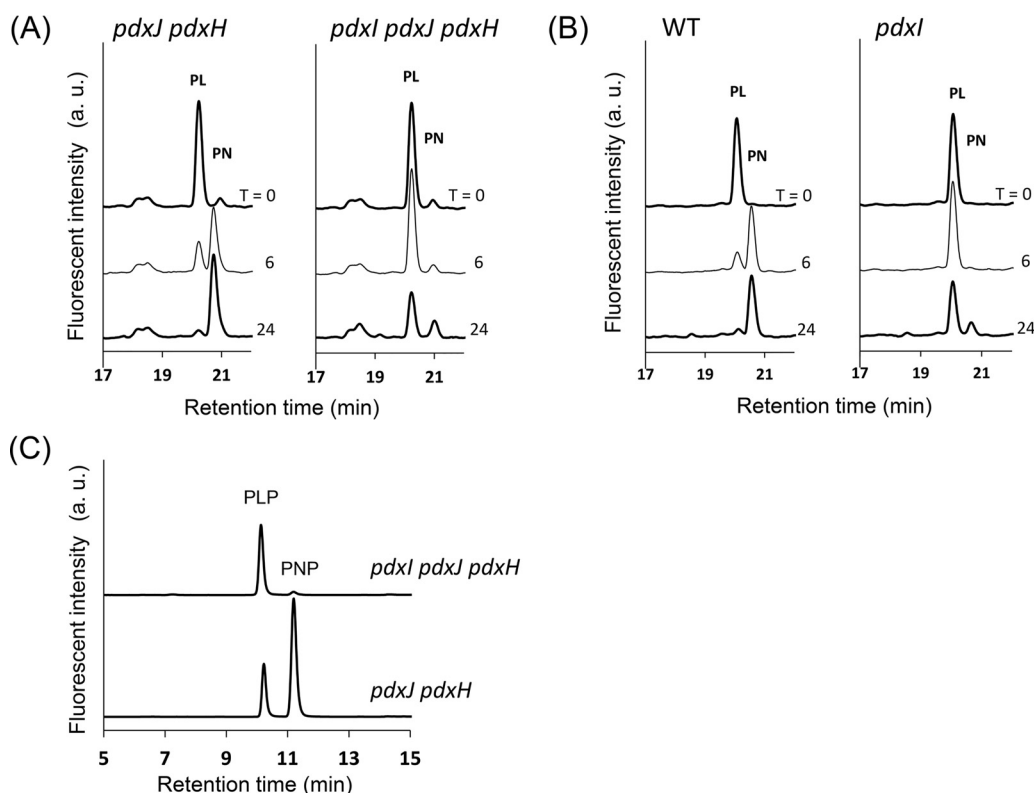 (A)
pdxJ pdxH
pdxI pdxJ pdxH
Fluorescent intensity (a. u.)
PL
PN
T = 0
6
24
17 19 21
PL
PN
T = 0
6
24
17 19 21
Retention time (min)
(B)
WT
pdxI
Fluorescent intensity (a. u.)
PL
PN
T = 0
6
24
17 19 21
PL
PN
T = 0
6
24
17 19 21
Retention time (min)
(C)
Fluorescent intensity (a. u.)
PLP
PNP
pdxI pdxJ pdxH
pdxJ pdxH
5 7 9 11 13 15
Retention time (min)